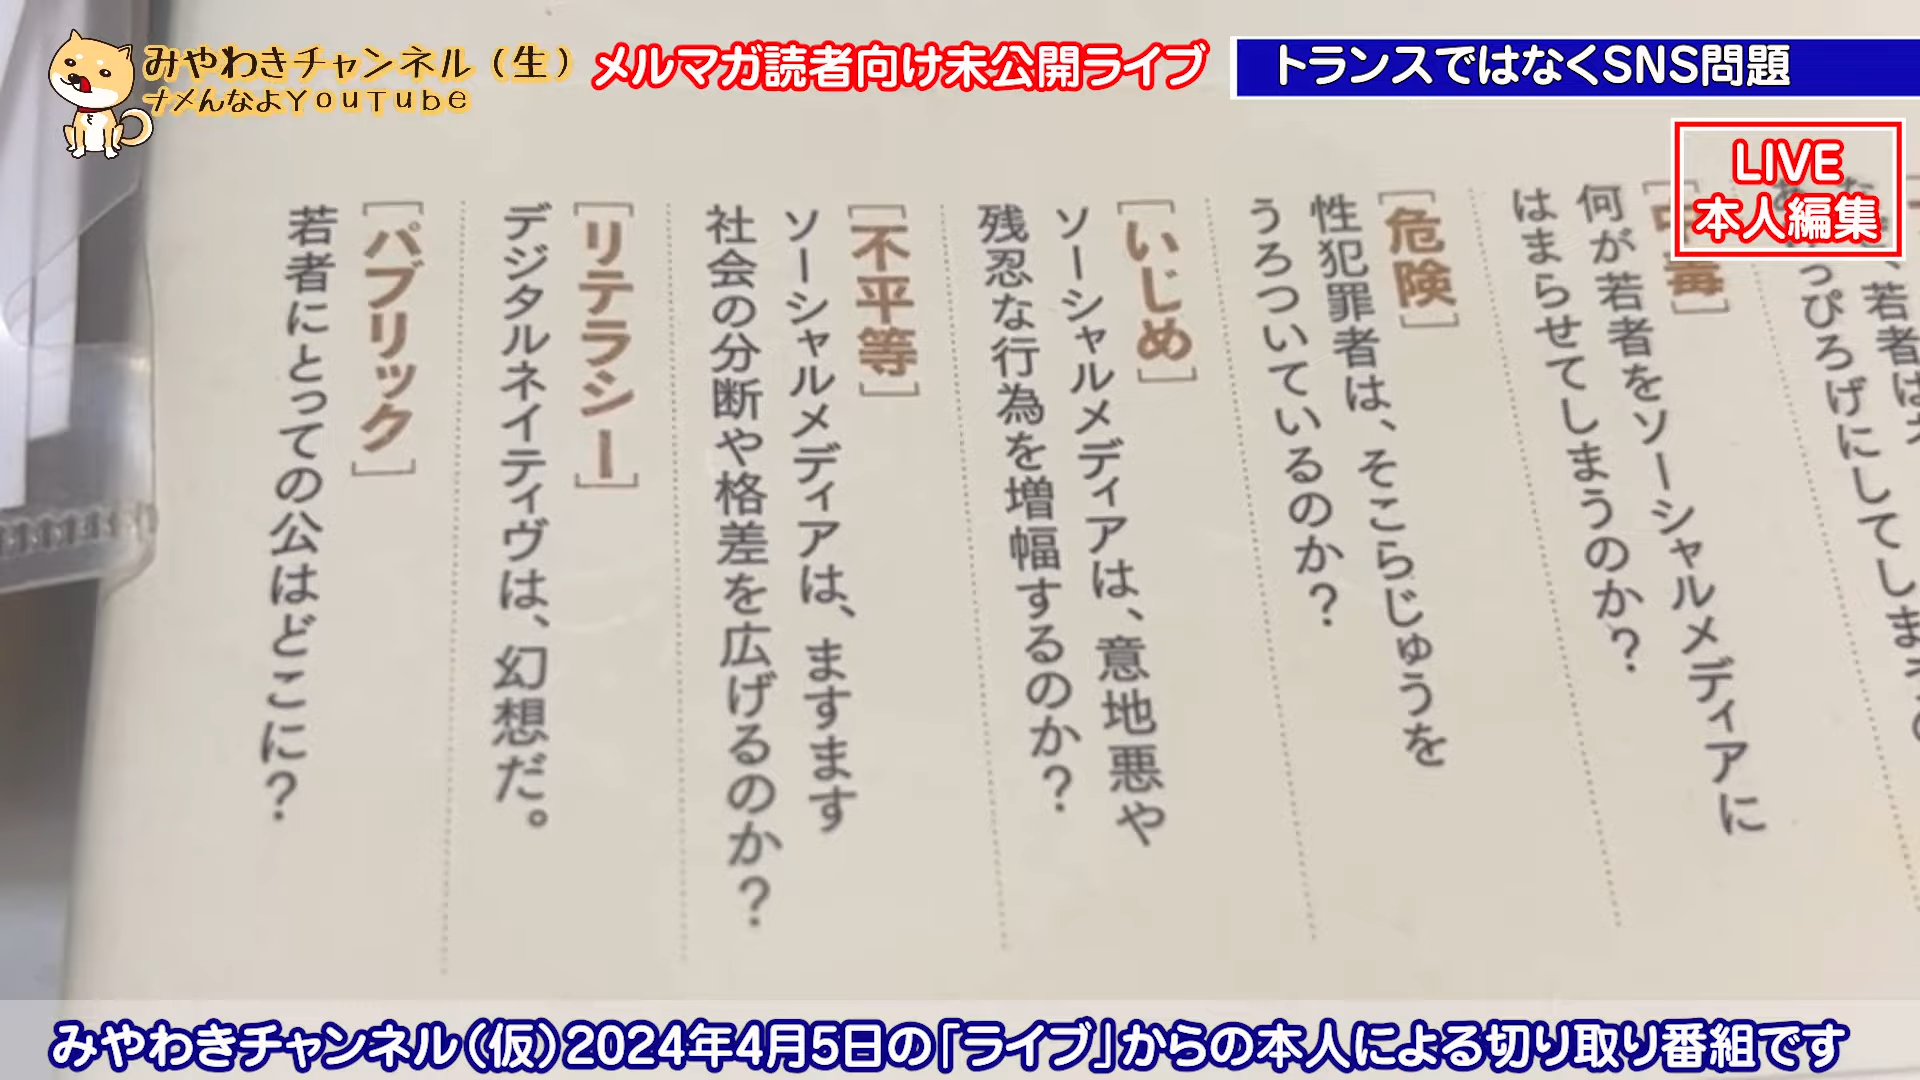 みやわきチャンネル（生）
ナメんなよYouTube
メルマガ読者向け未公開ライブ
トランスではなくSNS問題
LIVE
本人編集
、若者は
っぴろげにしてしま
毒］
何が若者をソーシャルメディアに
はまらせてしまうのか？
［危険］
性犯罪者は、そこらじゅうを
うろついているのか？
［いじめ］
ソーシャルメディアは、意地悪や
残忍な行為を増幅するのか？
［不平等］
ソーシャルメディアは、ますます
社会の分断や格差を広げるのか？
［リテラシー］
デジタルネイティヴは、幻想だ。
［パブリック］
若者にとっての公はどこに？
みやわきチャンネル（仮）2024年4月5日の「ライブ」からの本人による切り取り番組です